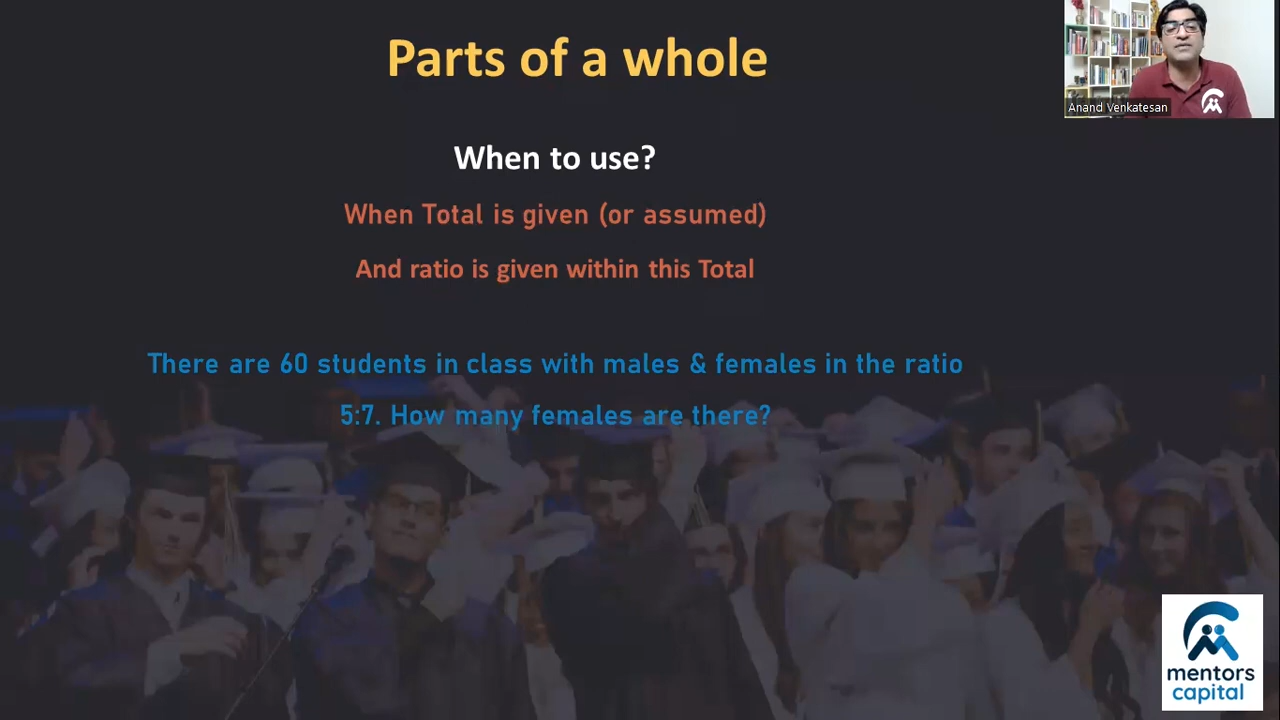 Parts of a whole
Anand Venkatesan
When to use?
When Total is given (or assumed)
And ratio is given within this Total
There are 60 students in class with males & females in the ratio
5:7. How many females are there?
mentors
capital